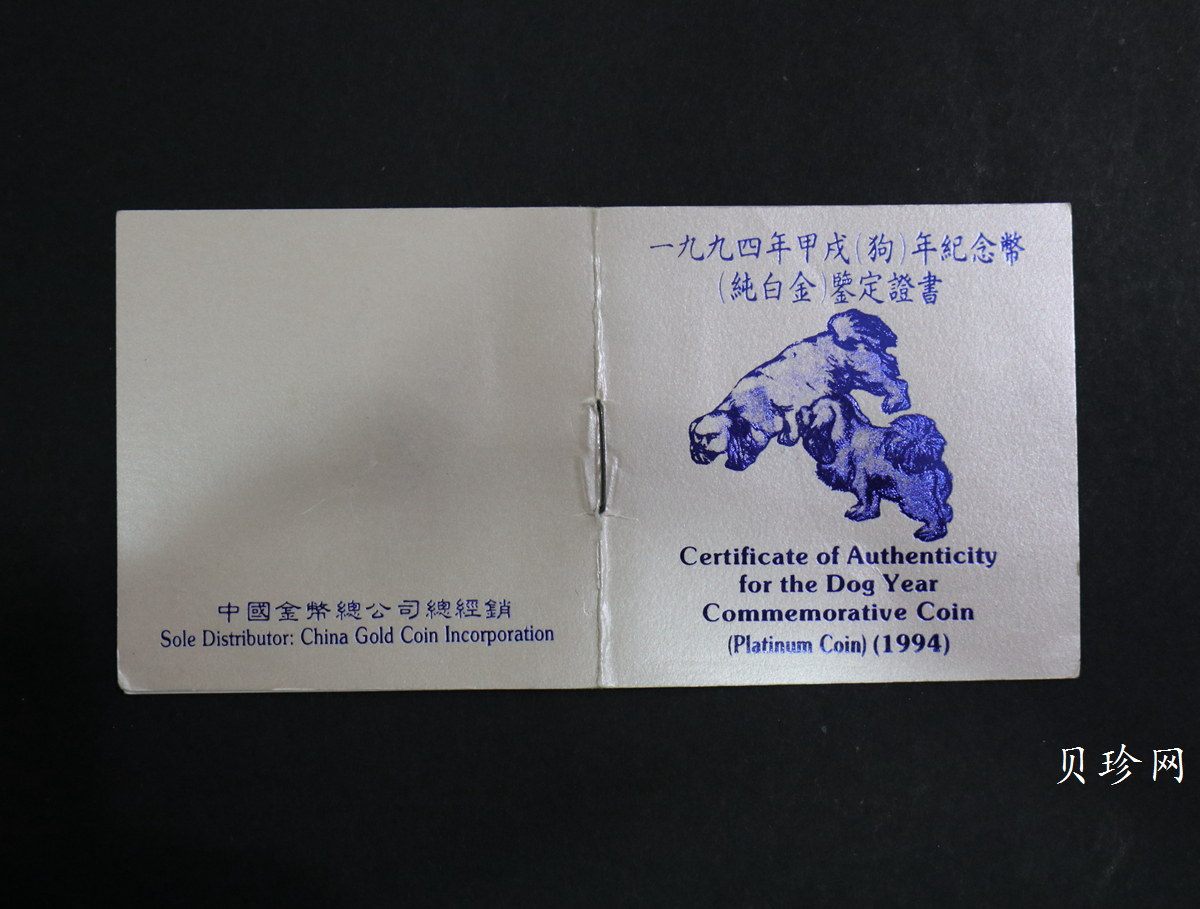 一九九四年甲戌(狗)年紀念幣
(純白金)鑒定證書
Certificate of Authenticity
for the Dog Year
Commemorative Coin
(Platinum Coin) (1994)
中國金幣總公司總經銷
Sole Distributor: China Gold Coin Incorporation
贝珍网